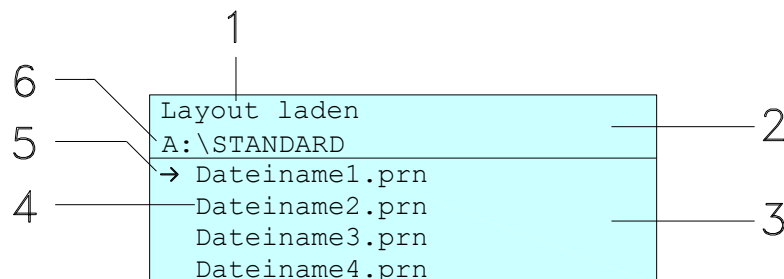 1
6
Layout laden
2
A:\STANDARD
5
→ Dateiname1.prn
4
Dateiname2.prn
3
Dateiname3.prn
Dateiname4.prn